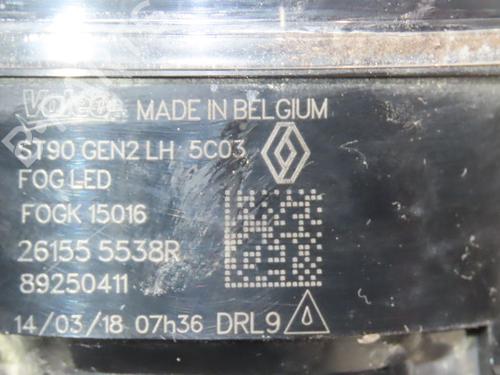 Valeo MADE IN BELGIUM
ST90 GEN2 LH 5C03
FOG LED
FOGK 15016
26155 5538R
89250411
14/03/18 07h36 DRL9